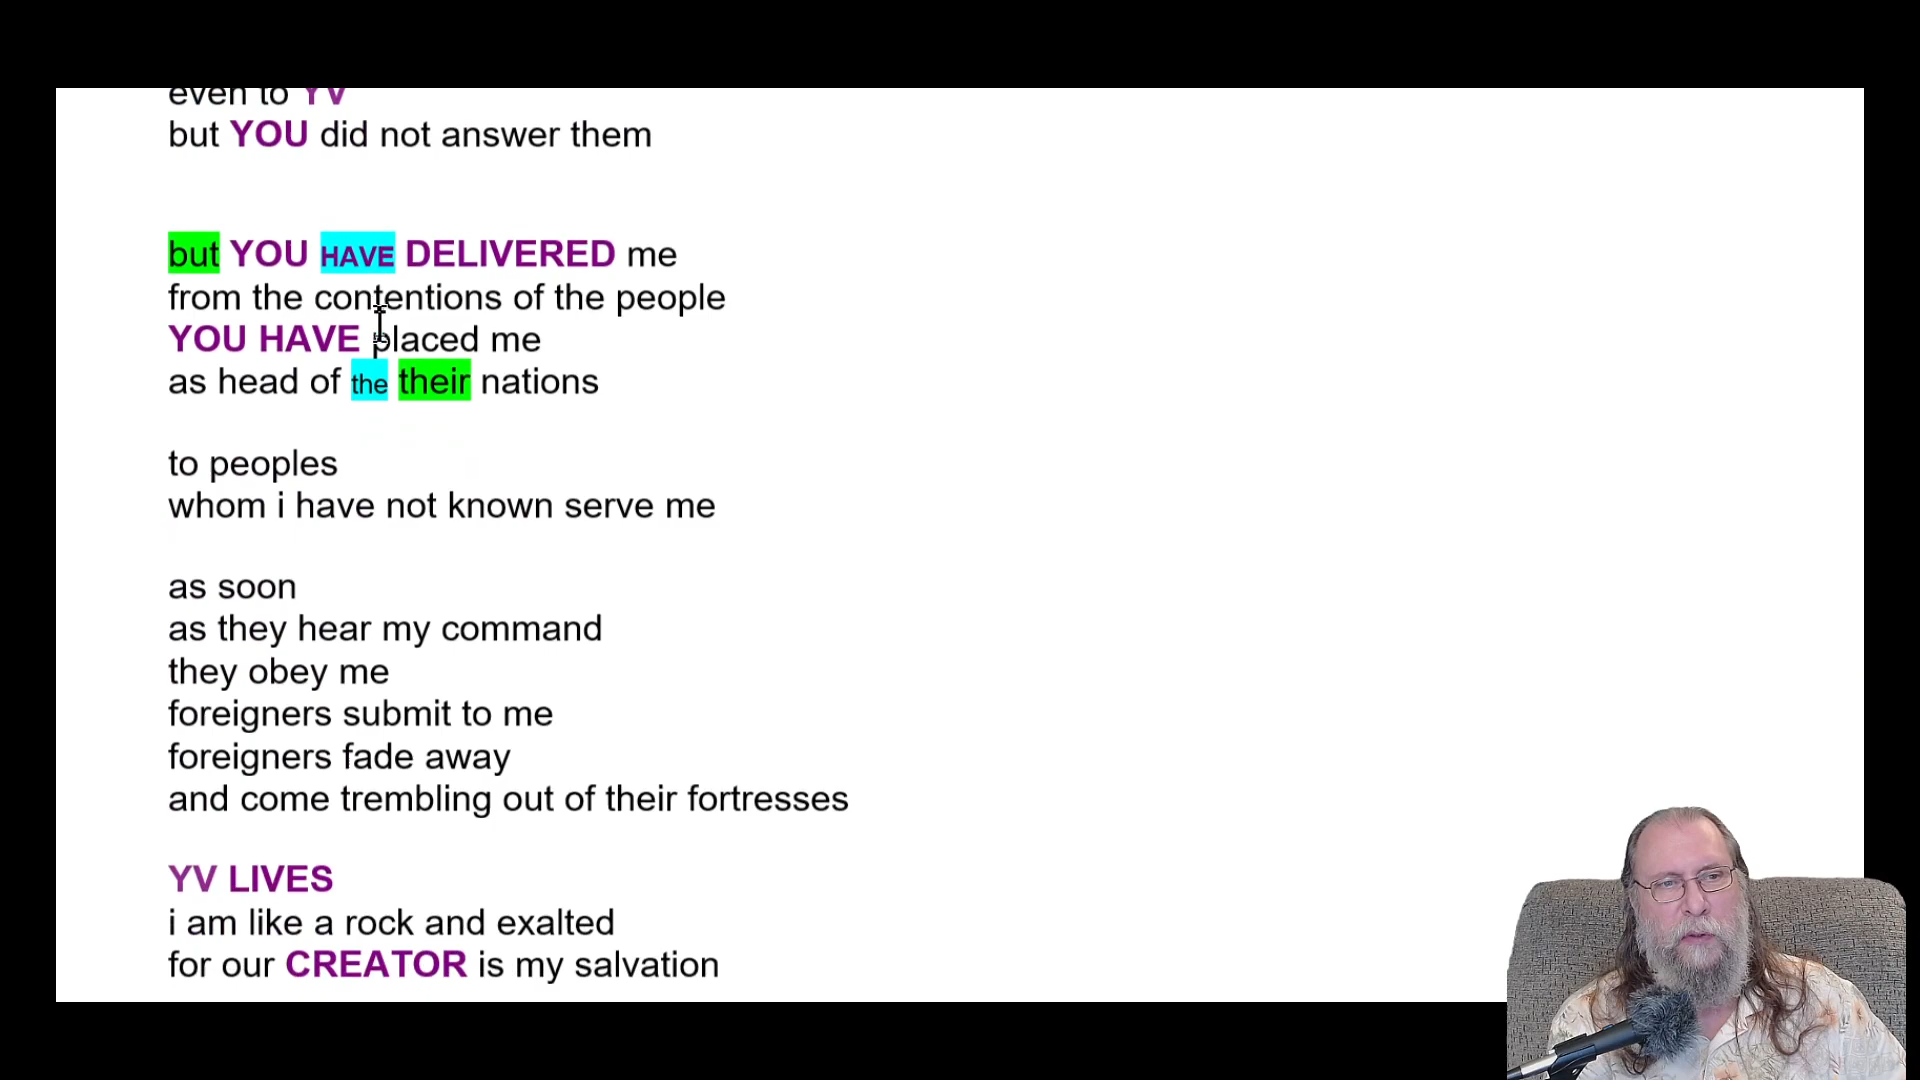 even to YV
but YOU did not answer them
but YOU HAVE DELIVERED me
from the contentions of the people
YOU HAVE placed me
as head of the their nations
to peoples
whom i have not known serve me
as soon
as they hear my command
they obey me
foreigners submit to me
foreigners fade away
and come trembling out of their fortresses
YV LIVES
i am like a rock and exalted
for our CREATOR is my salvation